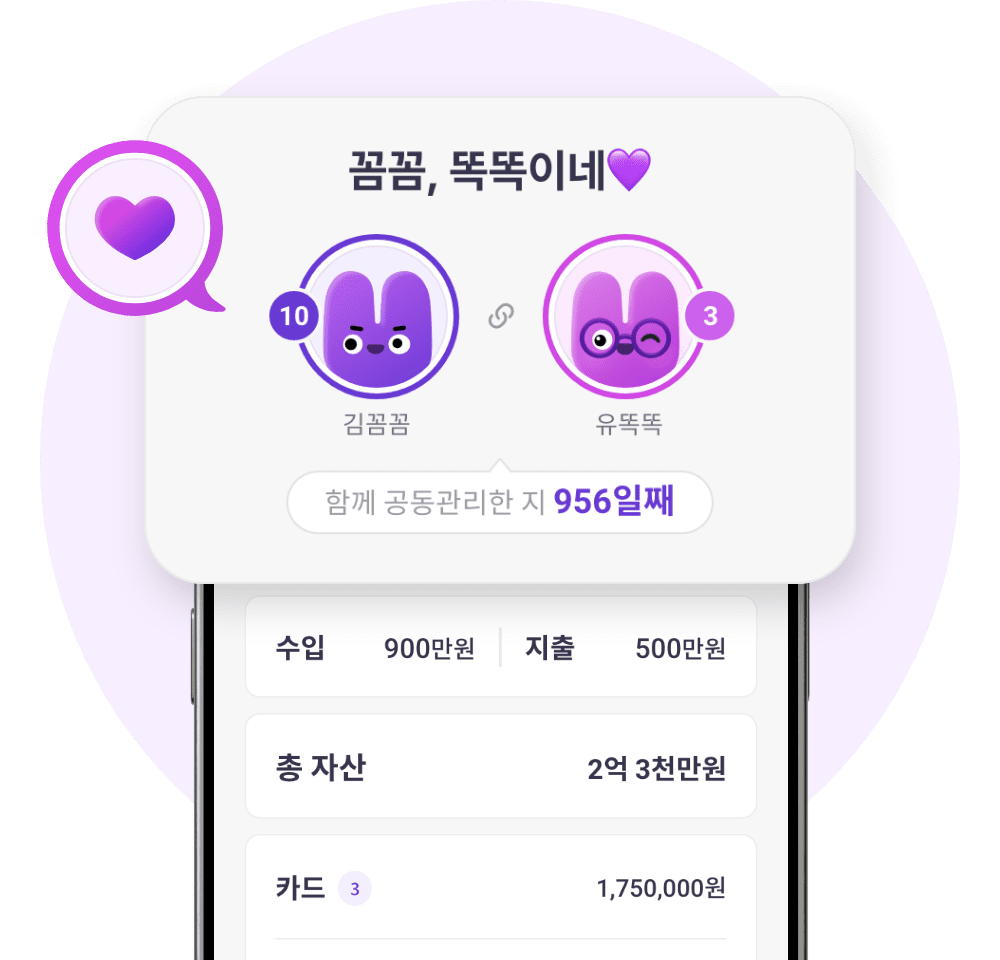 꼼꼼, 똑똑이네💜
10
3
김꼼꼼
유똑똑
함께 공동관리한 지 956일째
수입 900만원 지출 500만원
총 자산 2억 3천만원
카드 3 1,750,000원